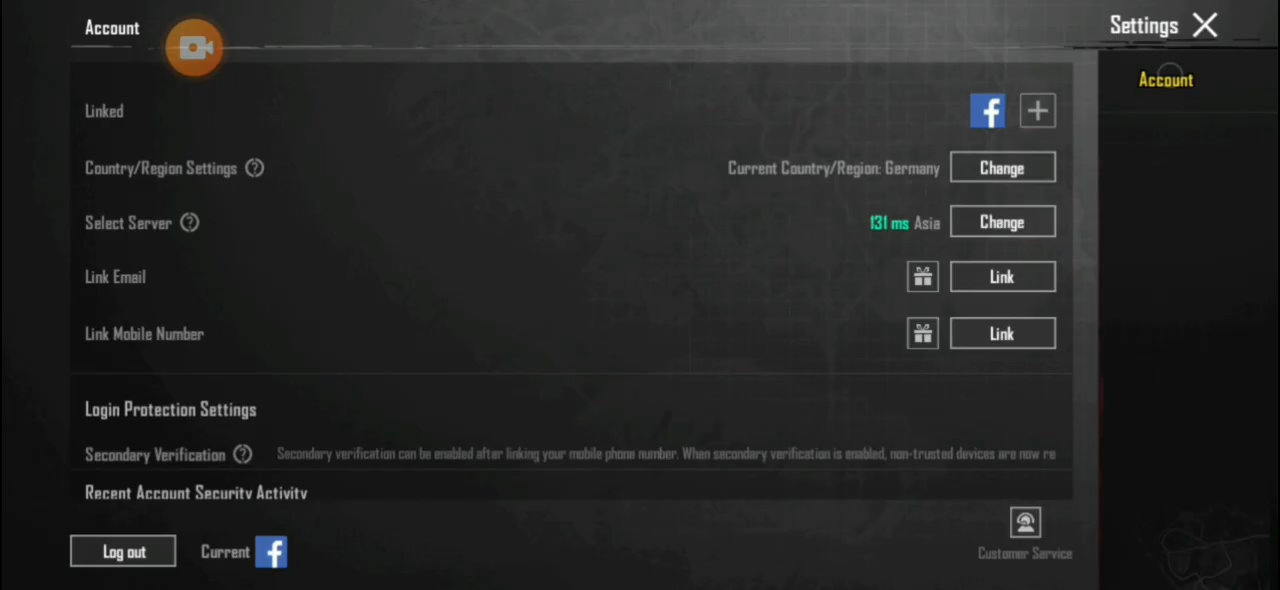 Account
Settings
Account
Linked
Country/Region Settings
Current Country/Region: Germany
Change
Select Server
131 ms Asia
Change
Link Email
Link
Link Mobile Number
Link
Login Protection Settings
Secondary Verification
Secondary verification can be enabled after linking your mobile phone number. When secondary verification is enabled, non-trusted devices are now re
Recent Account Security Activity
Log out
Current
Customer Service